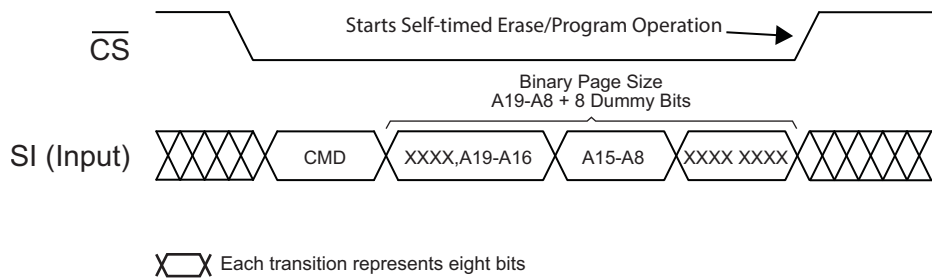 Starts Self-timed Erase/Program Operation
CS
Binary Page Size
A19-A8 + 8 Dummy Bits
SI (Input)
CMD
XXXX,A19-A16
A15-A8
XXXX XXXX
Each transition represents eight bits